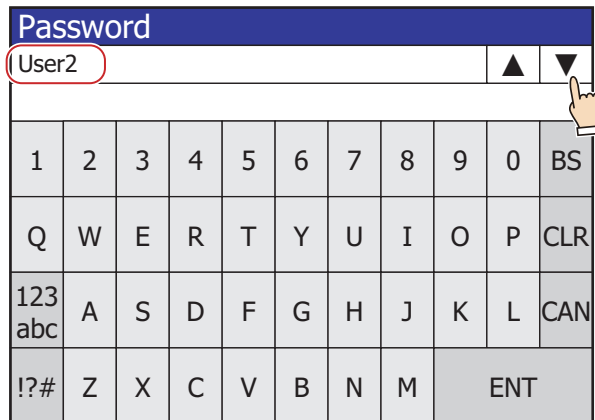 Password
User2 ▲ ▼
1 2 3 4 5 6 7 8 9 0 BS
Q W E R T Y U I O P CLR
123 abc A S D F G H J K L CAN
!?# Z X C V B N M ENT